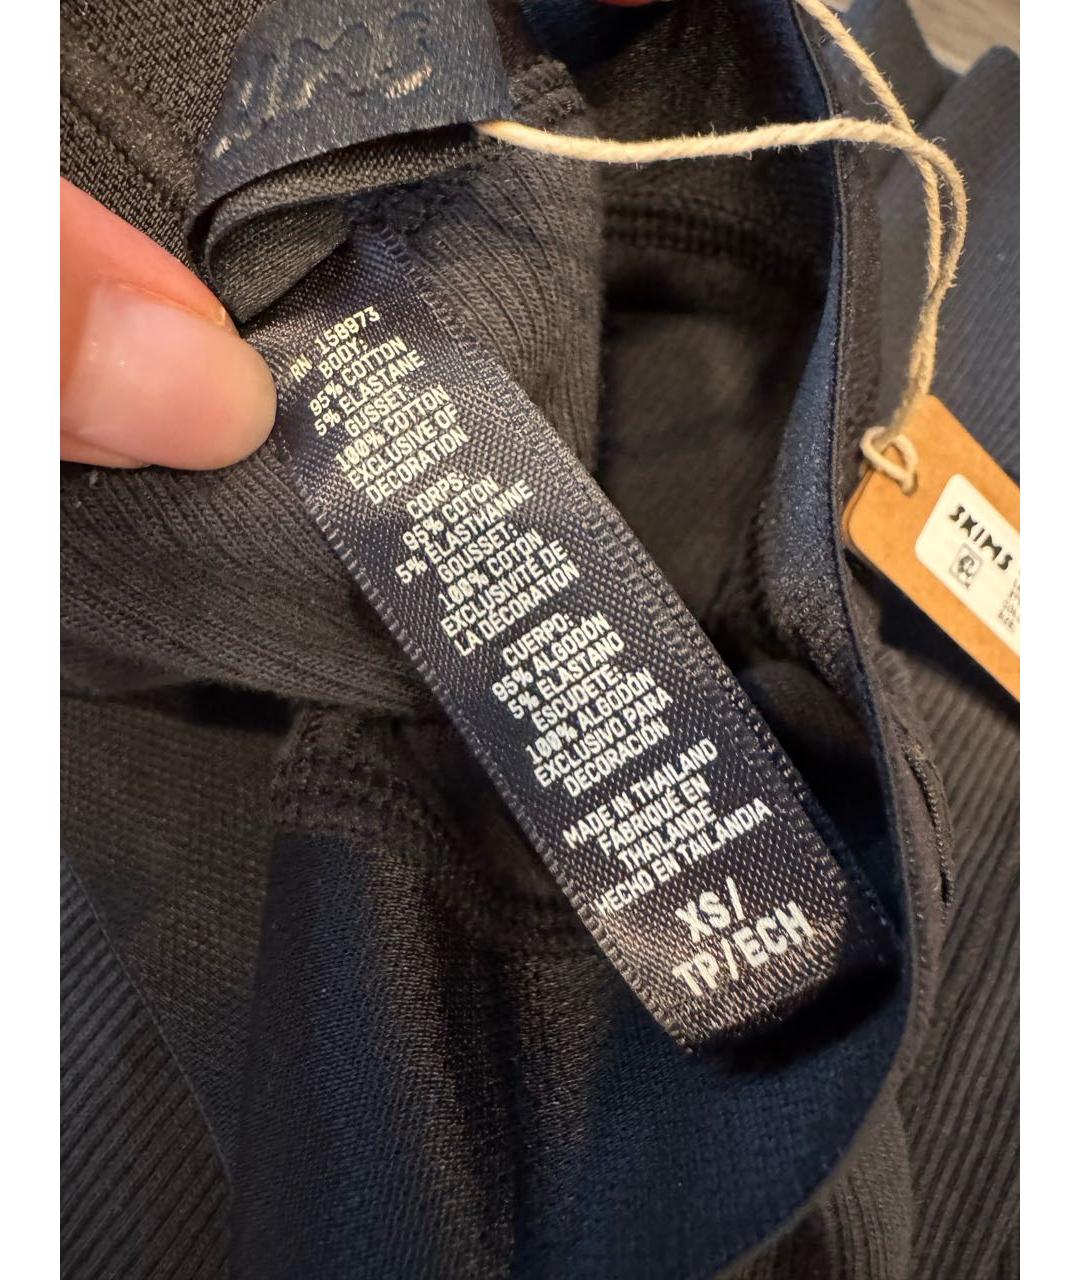 SKIMS
RN 158973
BODY:
95% COTTON
5% ELASTANE
GUSSET:
100% COTTON
EXCLUSIVE OF
DECORATION
CORPS:
95% COTON
5% ELASTHANNE
GOUSSET:
100% COTON
EXCLUSIVITÉ DE
LA DÉCORATION
CUERPO:
95% ALGODÓN
5% ELASTANO
ESCUDETE:
100% ALGODÓN
EXCLUSIVO PARA
DECORACIÓN
MADE IN THAILAND
FABRIQUÉ EN
THAÏLANDE
HECHO EN TAILANDIA
XS/
TP/ECH
SKIMS